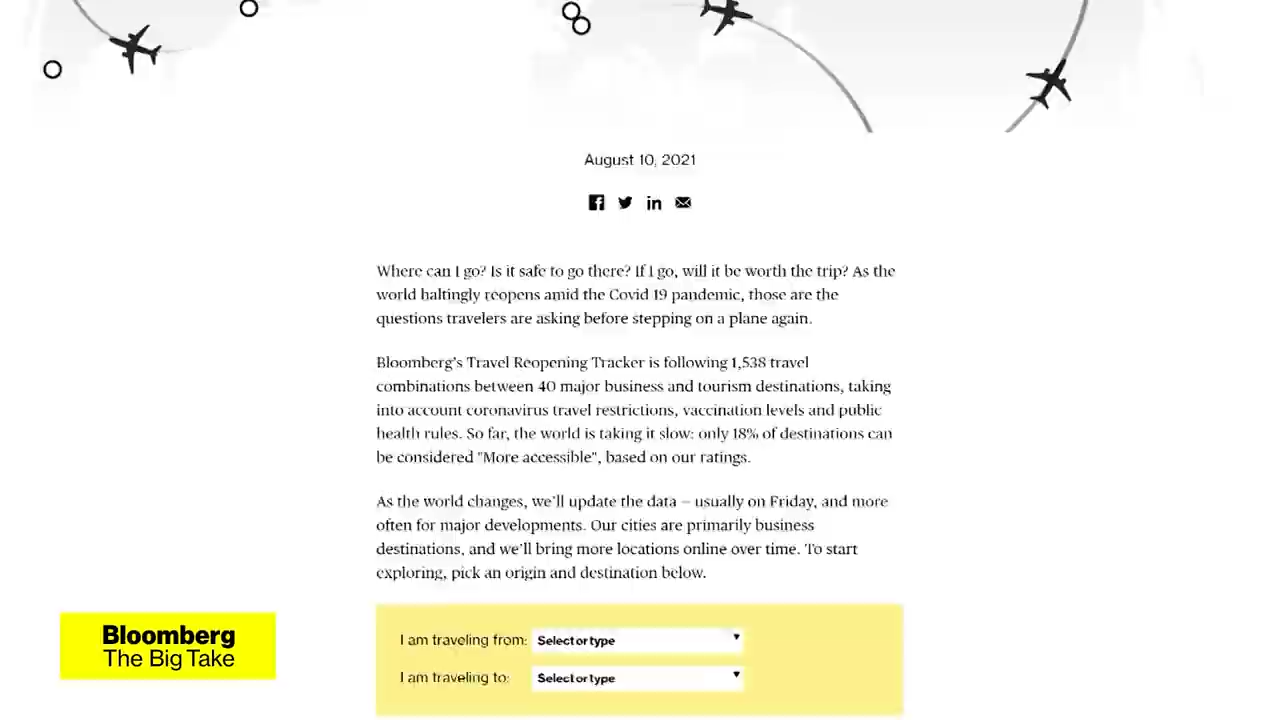 August 10, 2021
Where can I go? Is it safe to go there? If I go, will it be worth the trip? As the
world haltingly reopens amid the Covid 19 pandemic, those are the
questions travelers are asking before stepping on a plane again.
Bloomberg's Travel Reopening Tracker is following 1,538 travel
combinations between 40 major business and tourism destinations, taking
into account coronavirus travel restrictions, vaccination levels and public
health rules. So far, the world is taking it slow: only 18% of destinations can
be considered "More accessible", based on our ratings.
As the world changes, we'll update the data – usually on Friday, and more
often for major developments. Our cities are primarily business
destinations, and we'll bring more locations online over time. To start
exploring, pick an origin and destination below.
I am traveling from: Select or type
I am traveling to: Select or type
Bloomberg
The Big Take